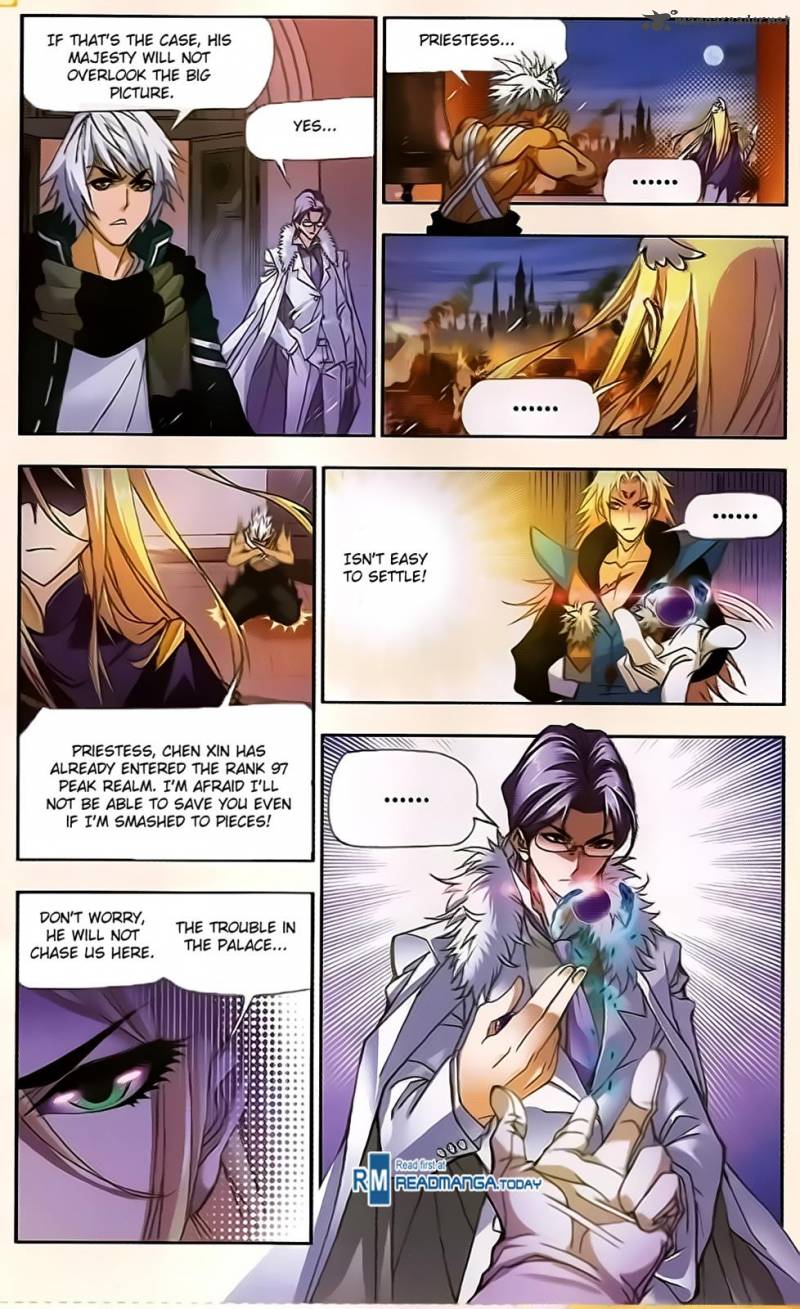 IF THAT'S THE CASE, HIS
MAJESTY WILL NOT
OVERLOOK THE BIG
PICTURE.
YES...
PRIESTESS...
......
......
PRIESTESS, CHEN XIN HAS
ALREADY ENTERED THE RANK 97
PEAK REALM. I'M AFRAID I'LL
NOT BE ABLE TO SAVE YOU EVEN
IF I'M SMASHED TO PIECES!
DON'T WORRY,
HE WILL NOT
CHASE US HERE.
THE TROUBLE IN
THE PALACE...
ISN'T EASY
TO SETTLE!
......
......
RM
Read first at
READMANGA.TODAY